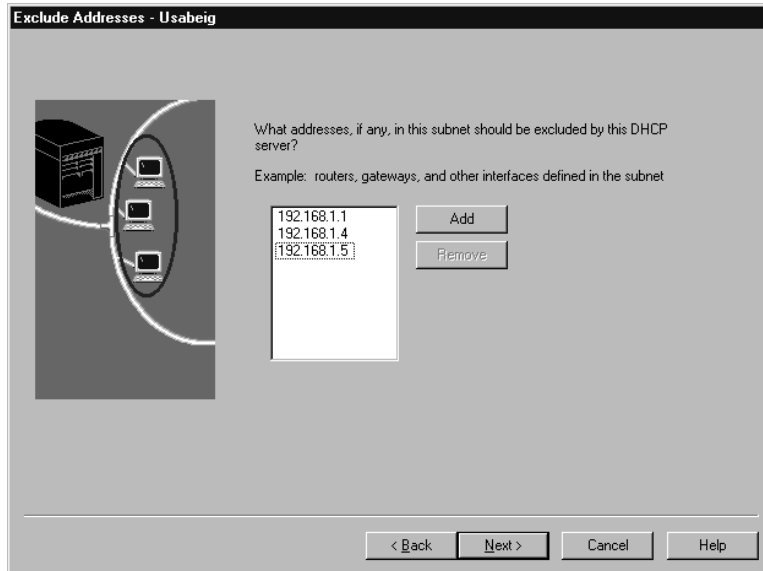 Exclude Addresses - Usabeig
What addresses, if any, in this subnet should be excluded by this DHCP
server?
Example: routers, gateways, and other interfaces defined in the subnet
192.168.1.1
192.168.1.4
192.168.1.5
Add
Remove
< Back
Next >
Cancel
Help